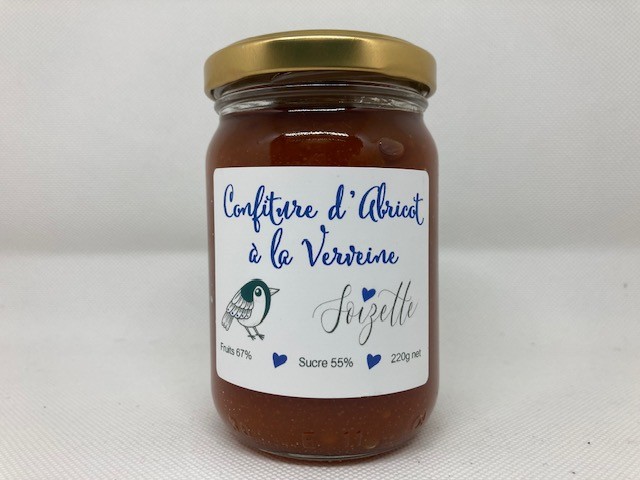 Confiture d'Abricot
à la Verveine
Soizette
Fruits 67%
Sucre 55%
220g net